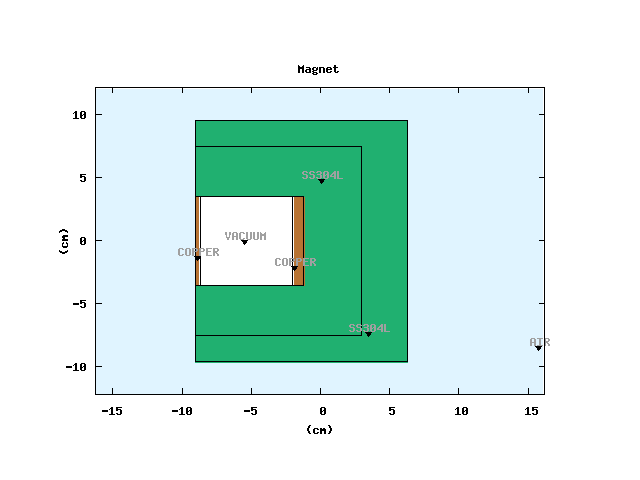 Magnet
10
5
0
-5
-10
(cm)
SS304L
VACUUM
COPPER
COPPER
SS304L
AIR
-15
-10
-5
0
5
10
15
(cm)